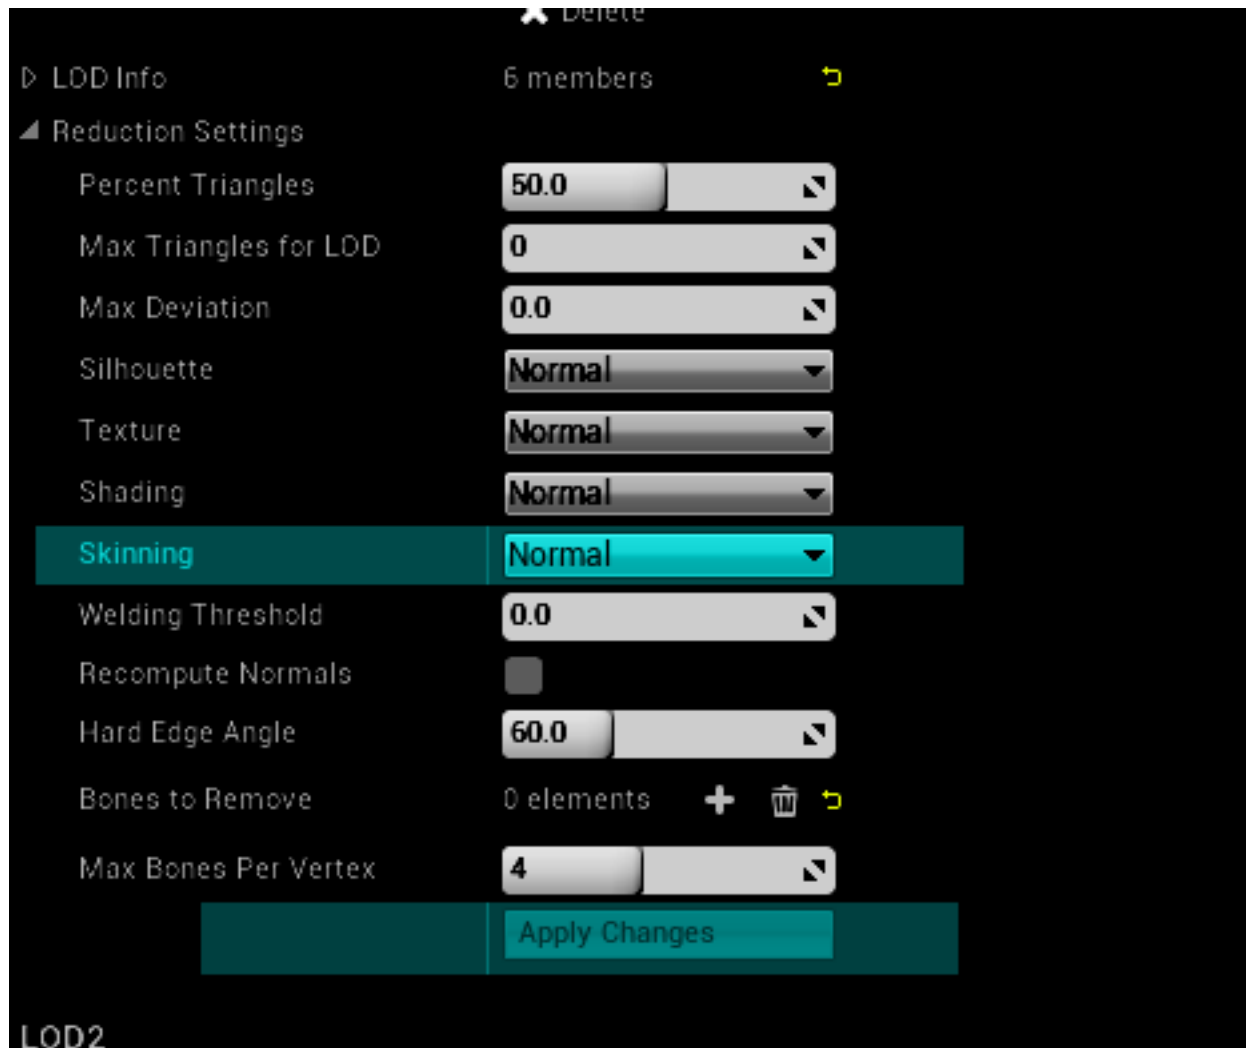 Delete
LOD Info 6 members
Reduction Settings
Percent Triangles 50.0
Max Triangles for LOD 0
Max Deviation 0.0
Silhouette Normal
Texture Normal
Shading Normal
Skinning Normal
Welding Threshold 0.0
Recompute Normals
Hard Edge Angle 60.0
Bones to Remove 0 elements
Max Bones Per Vertex 4
Apply Changes
LOD2